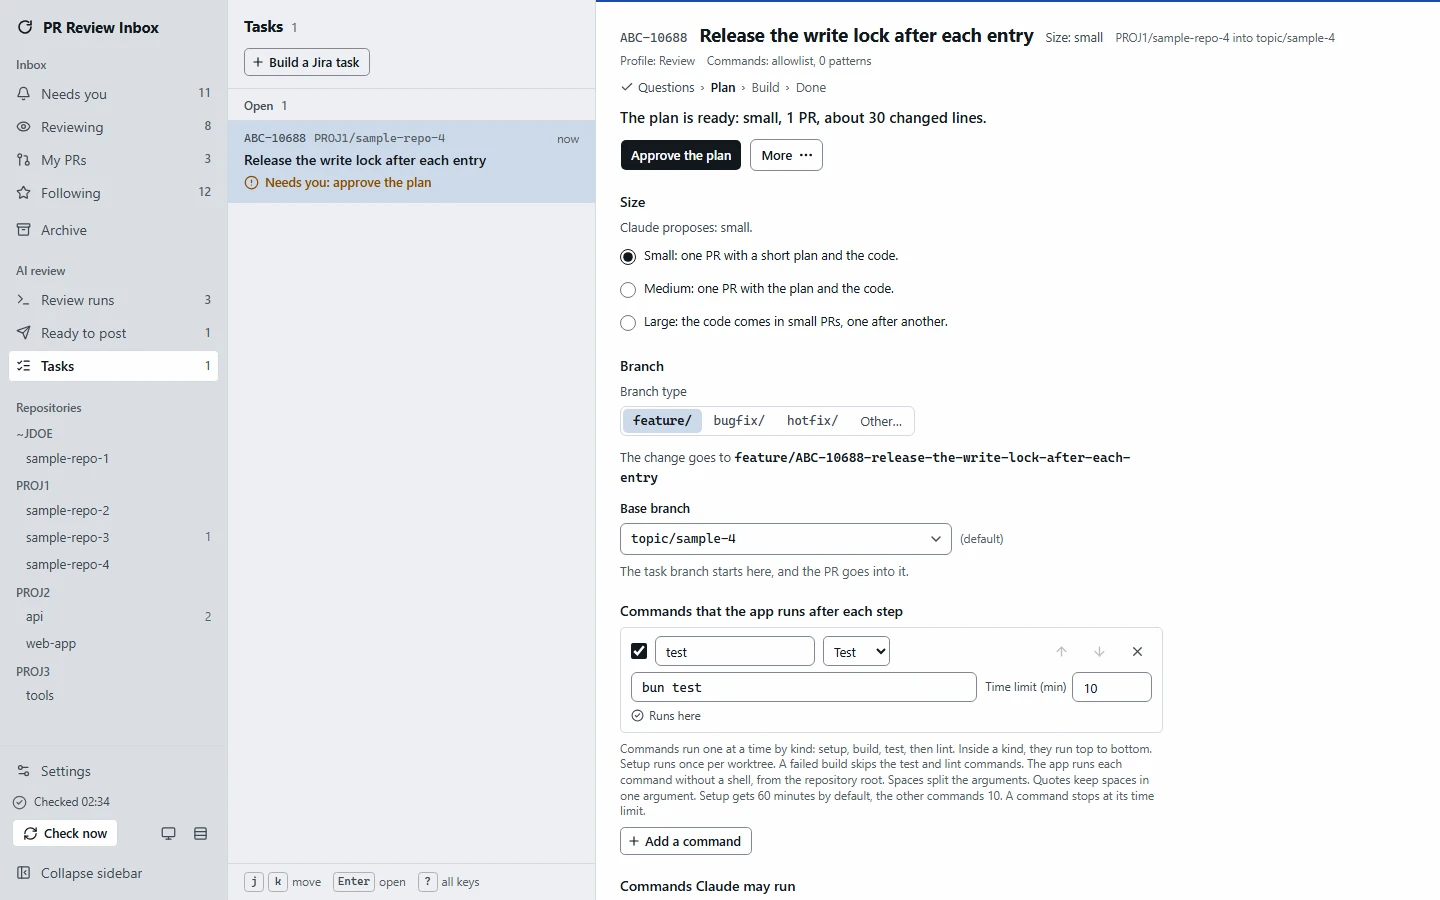 PR Review Inbox
Inbox
Needs you 11
Reviewing 8
My PRs 3
Following 12
Archive
AI review
Review runs 3
Ready to post 1
Tasks 1
Repositories
~JDOE
sample-repo-1
PROJ1
sample-repo-2
sample-repo-3 1
sample-repo-4
PROJ2
api 2
web-app
PROJ3
tools
Settings
Checked 02:34
Check now
Collapse sidebar
Tasks 1
+ Build a Jira task
Open 1
ABC-10688 PROJ1/sample-repo-4 now
Release the write lock after each entry
Needs you: approve the plan
j k move Enter open ? all keys
ABC-10688 Release the write lock after each entry Size: small PROJ1/sample-repo-4 into topic/sample-4
Profile: Review Commands: allowlist, 0 patterns
Questions › Plan › Build › Done
The plan is ready: small, 1 PR, about 30 changed lines.
Approve the plan More ···
Size
Claude proposes: small.
Small: one PR with a short plan and the code.
Medium: one PR with the plan and the code.
Large: the code comes in small PRs, one after another.
Branch
Branch type
feature/ bugfix/ hotfix/ Other...
The change goes to feature/ABC-10688-release-the-write-lock-after-each-
entry
Base branch
topic/sample-4 (default)
The task branch starts here, and the PR goes into it.
Commands that the app runs after each step
test Test
bun test Time limit (min) 10
Runs here
Commands run one at a time by kind: setup, build, test, then lint. Inside a kind, they run top to bottom.
Setup runs once per worktree. A failed build skips the test and lint commands. The app runs each
command without a shell, from the repository root. Spaces split the arguments. Quotes keep spaces in
one argument. Setup gets 60 minutes by default, the other commands 10. A command stops at its time
limit.
+ Add a command
Commands Claude may run